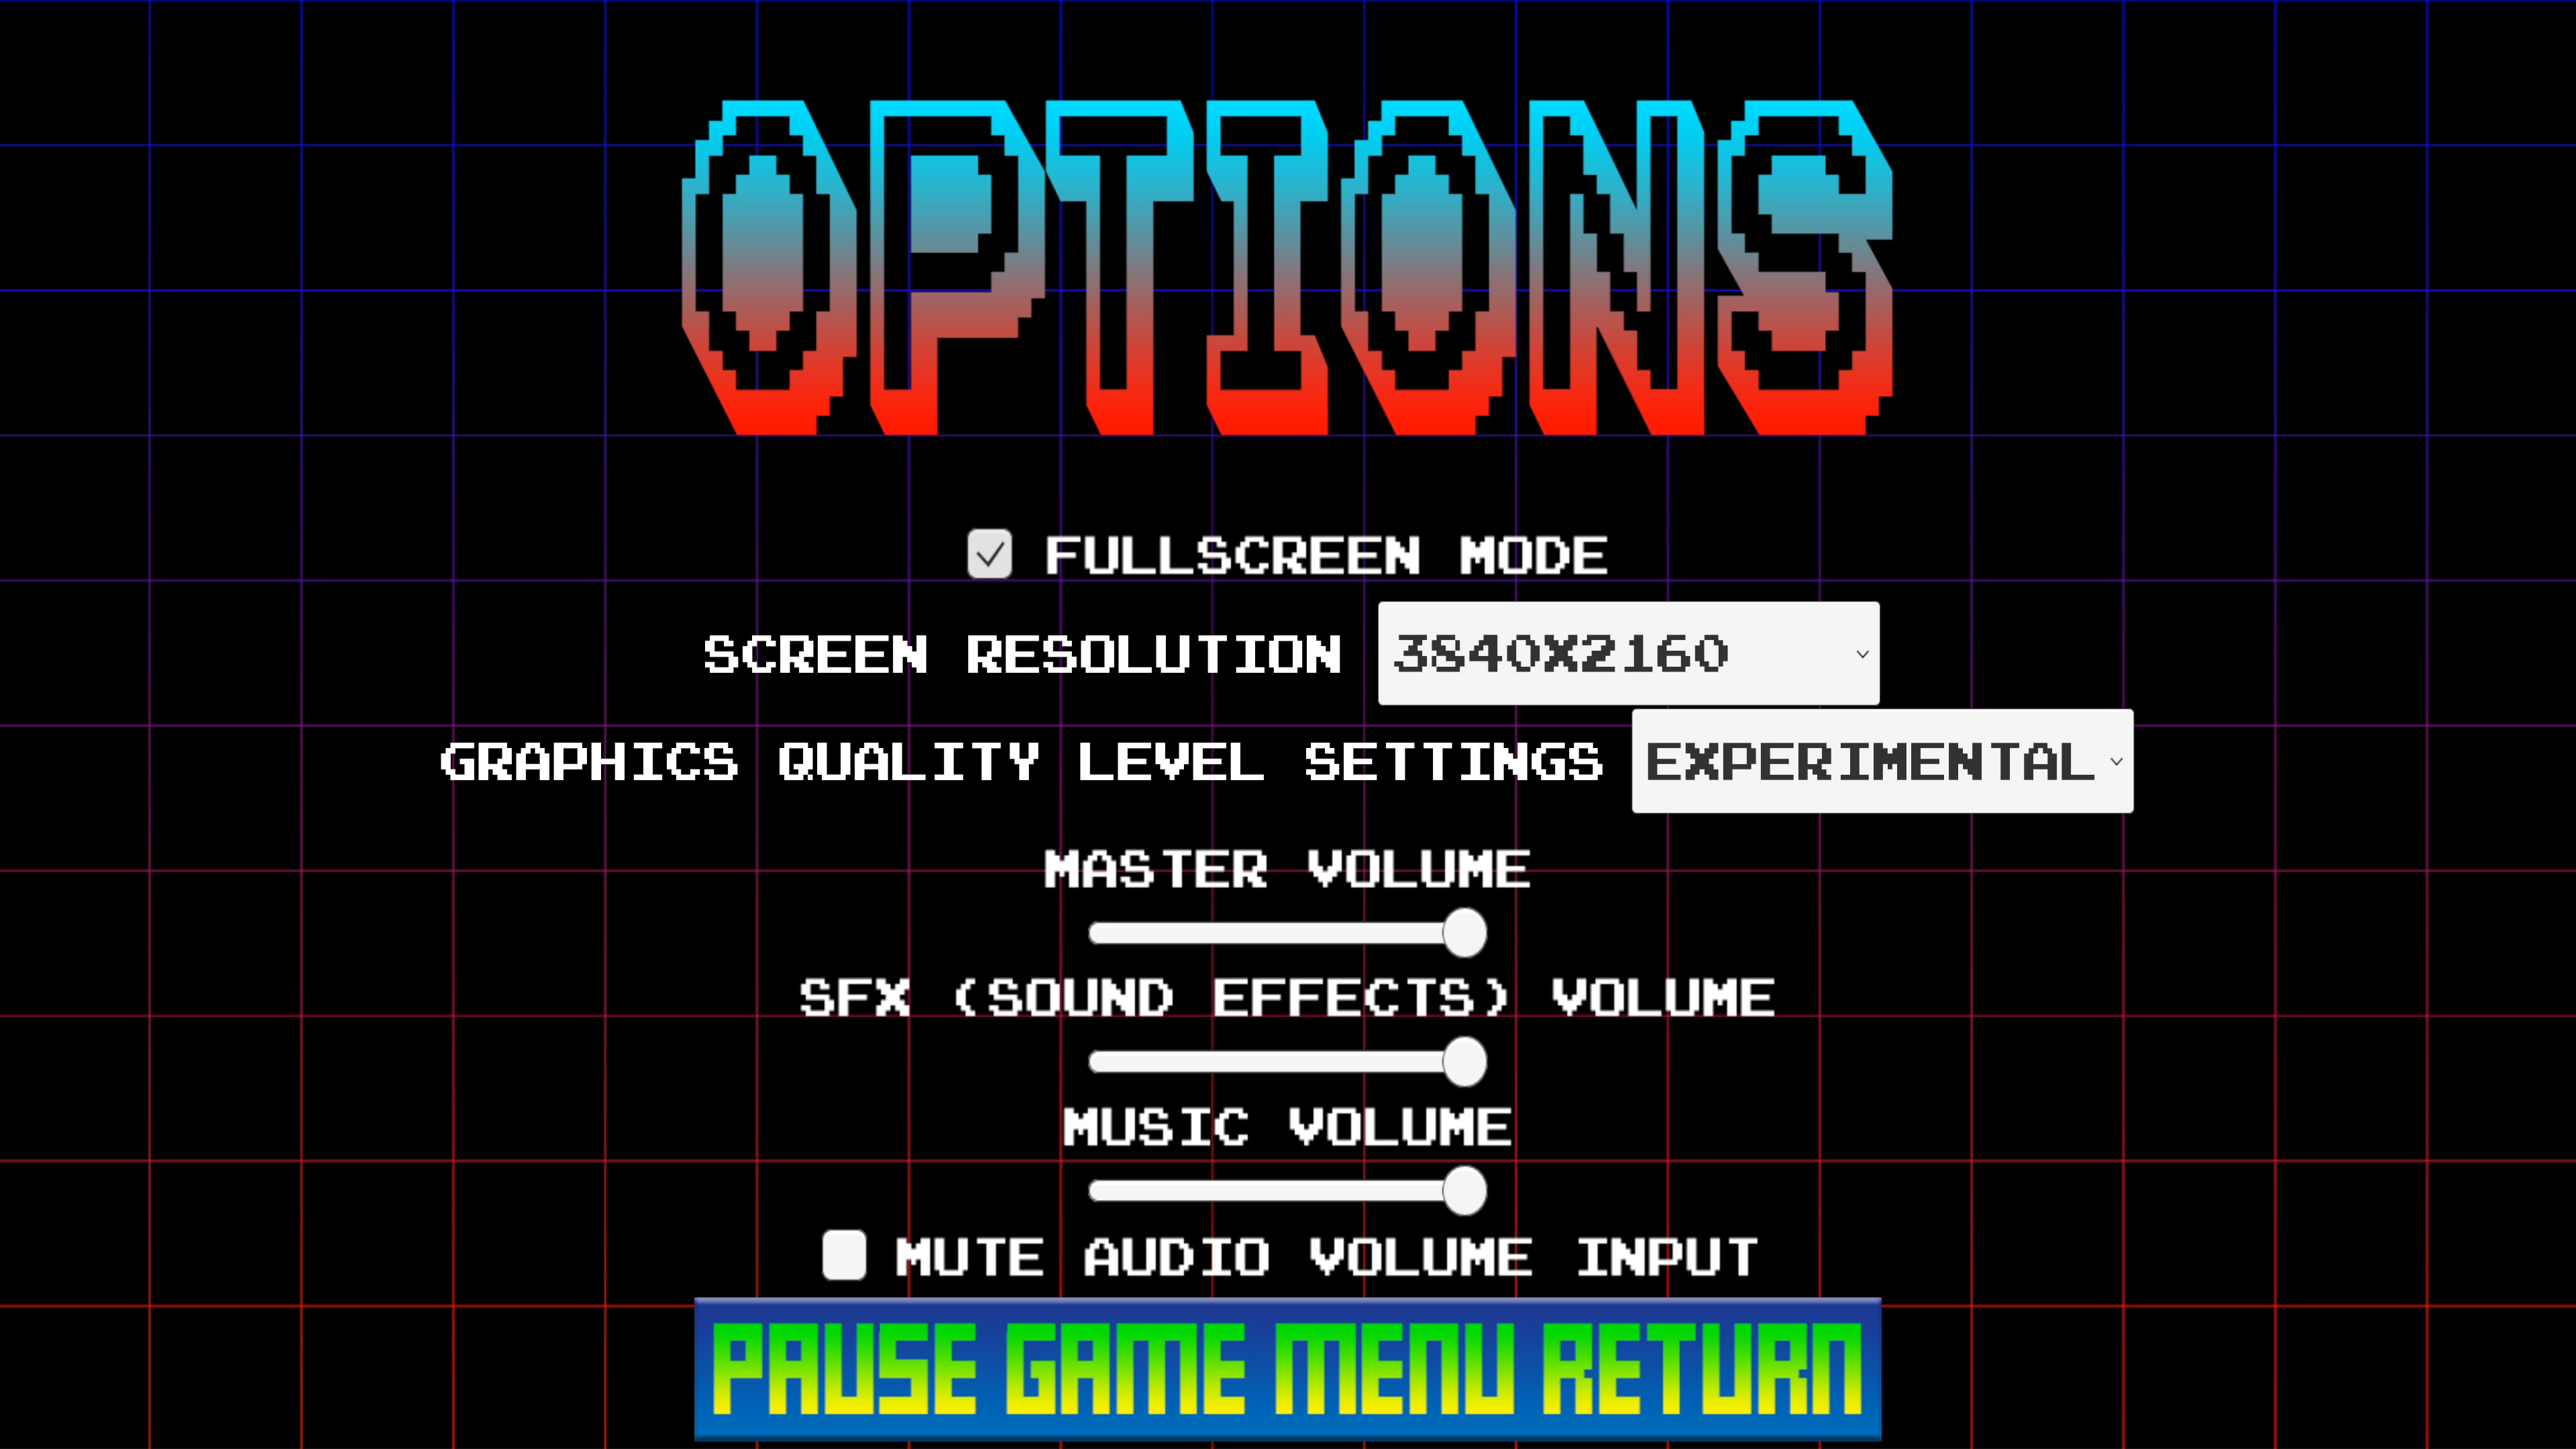 OPTIONS
FULLSCREEN MODE
SCREEN RESOLUTION 3840X2160
GRAPHICS QUALITY LEVEL SETTINGS EXPERIMENTAL
MASTER VOLUME
SFX (SOUND EFFECTS) VOLUME
MUSIC VOLUME
MUTE AUDIO VOLUME INPUT
PAUSE GAME MENU RETURN